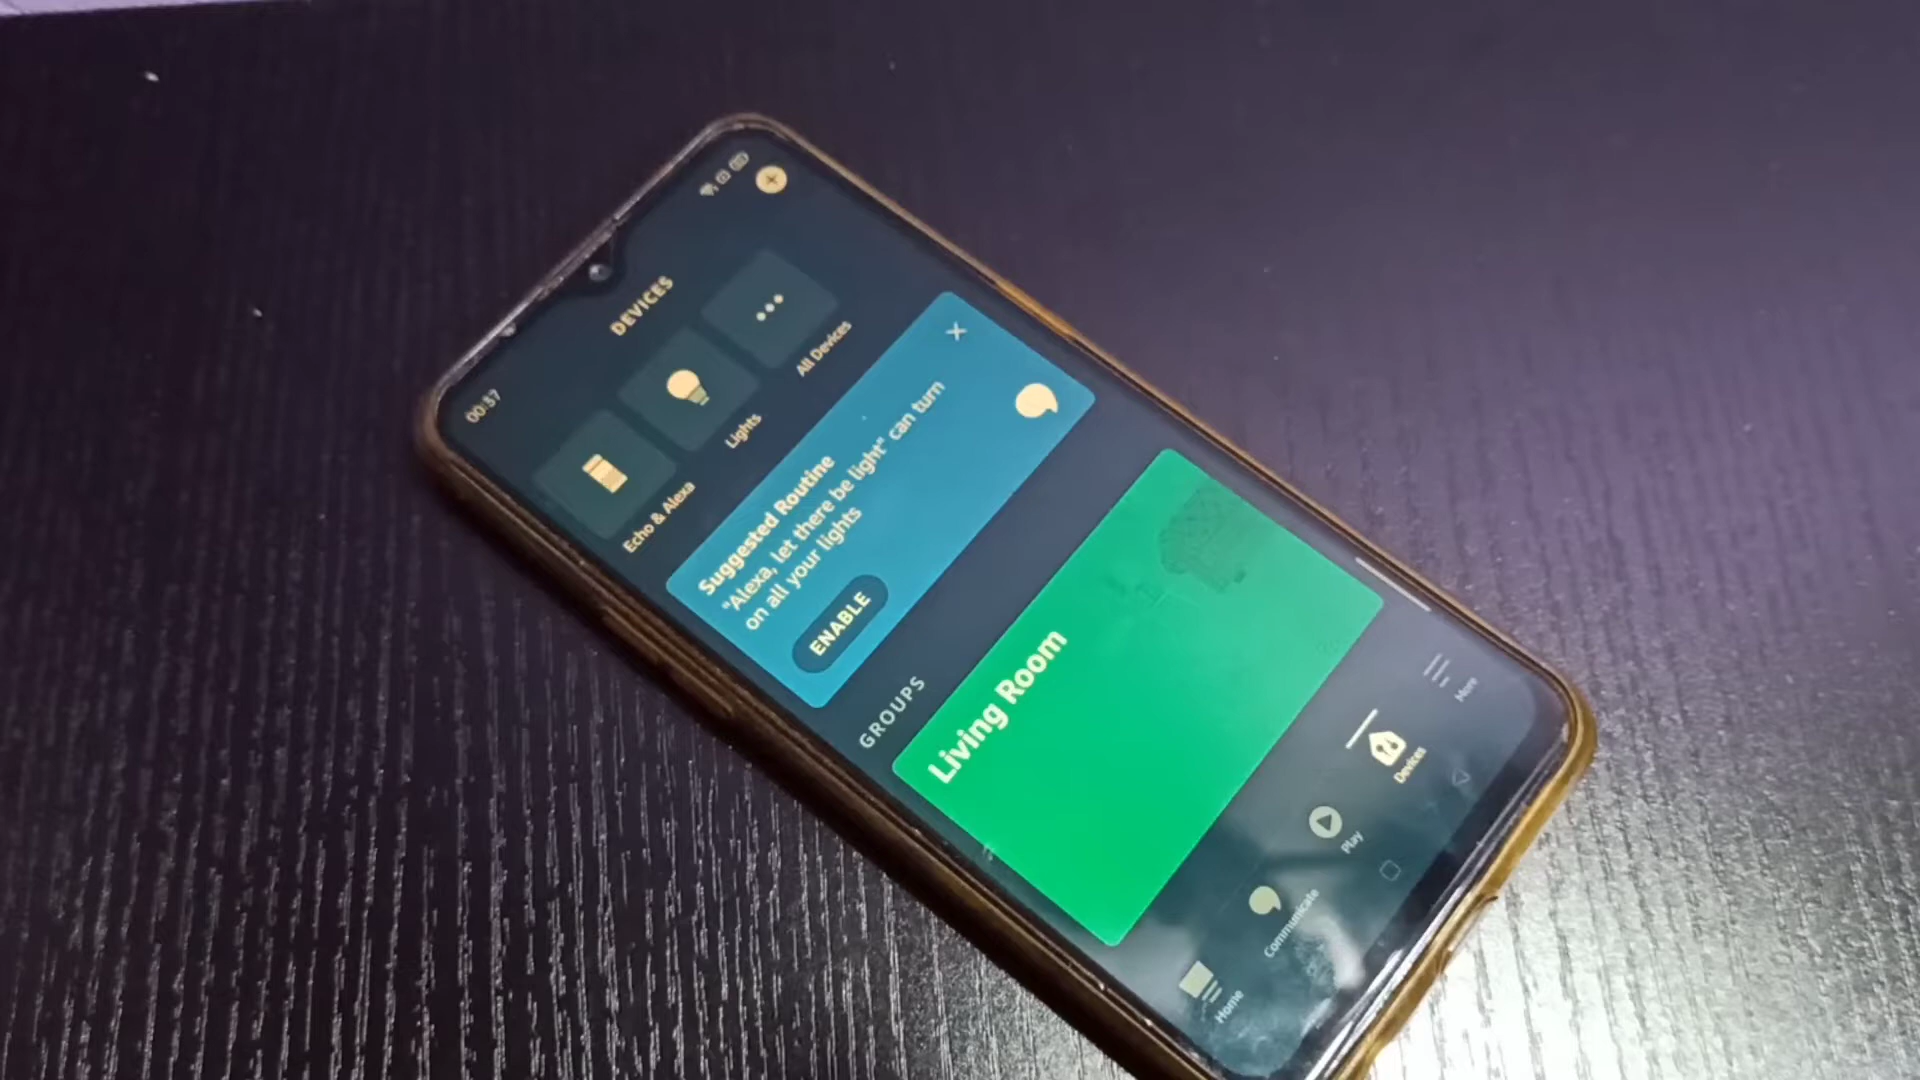 00:37
DEVICES
Echo & Alexa
Lights
All Devices
Suggested Routine
"Alexa, let there be light" can turn
on all your lights
ENABLE
GROUPS
Living Room
Home
Communicate
Play
Devices
More